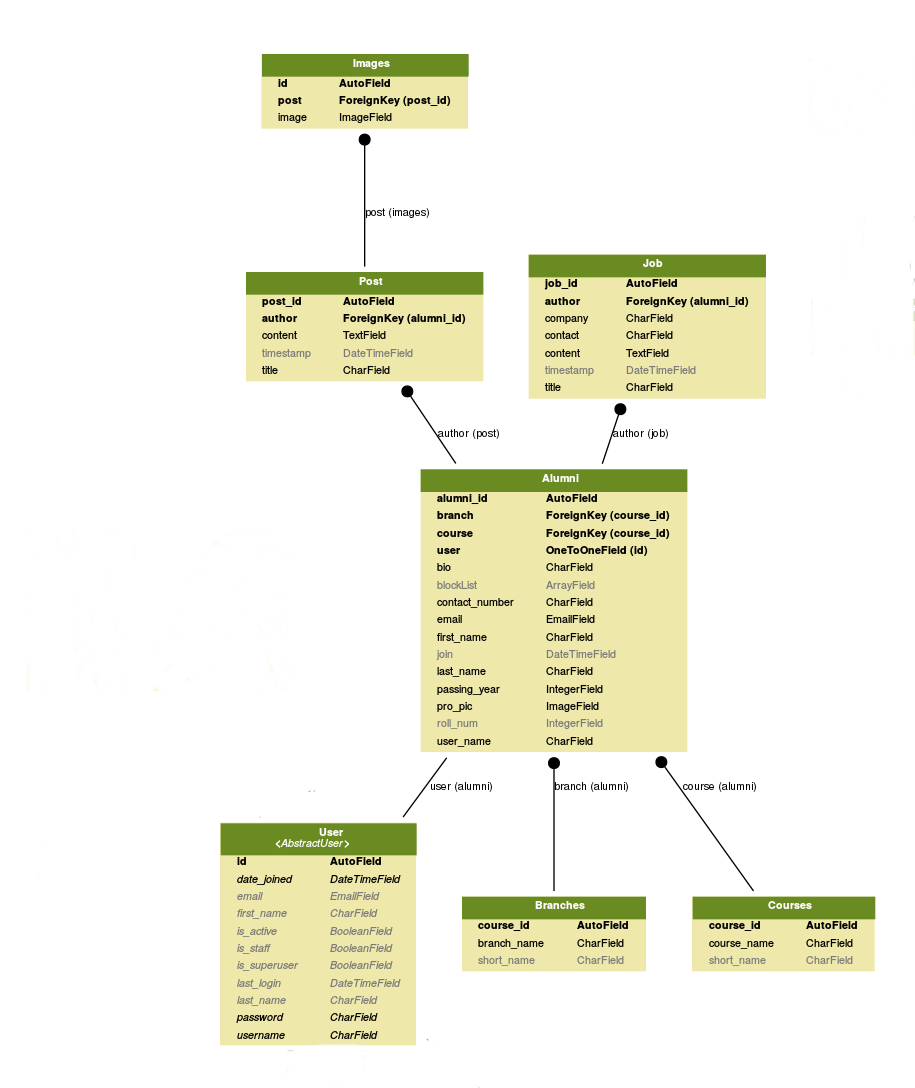 Images
id AutoField
post ForeignKey (post_id)
image ImageField
post (images)
Post
post_id AutoField
author ForeignKey (alumni_id)
content TextField
timestamp DateTimeField
title CharField
Job
job_id AutoField
author ForeignKey (alumni_id)
company CharField
contact CharField
content TextField
timestamp DateTimeField
title CharField
author (post)
author (job)
Alumni
alumni_id AutoField
branch ForeignKey (course_id)
course ForeignKey (course_id)
user OneToOneField (id)
bio CharField
blockList ArrayField
contact_number CharField
email EmailField
first_name CharField
join DateTimeField
last_name CharField
passing_year IntegerField
pro_pic ImageField
roll_num IntegerField
user_name CharField
user (alumni)
branch (alumni)
course (alumni)
User
<AbstractUser>
id AutoField
date_joined DateTimeField
email EmailField
first_name CharField
is_active BooleanField
is_staff BooleanField
is_superuser BooleanField
last_login DateTimeField
last_name CharField
password CharField
username CharField
Branches
course_id AutoField
branch_name CharField
short_name CharField
Courses
course_id AutoField
course_name CharField
short_name CharField